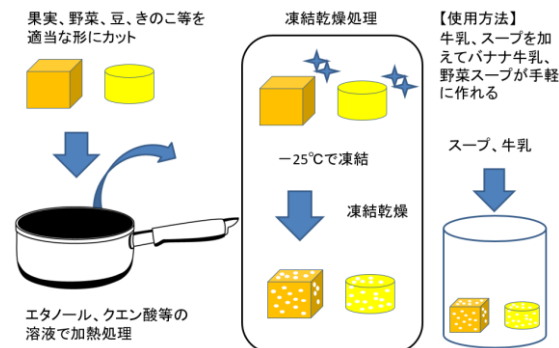 果実、野菜、豆、きのこ等を
適当な形にカット
エタノール、クエン酸等の
溶液で加熱処理
凍結乾燥処理
－25℃で凍結
凍結乾燥
【使用方法】
牛乳、スープを加
えてバナナ牛乳、
野菜スープが手軽
に作れる
スープ、牛乳